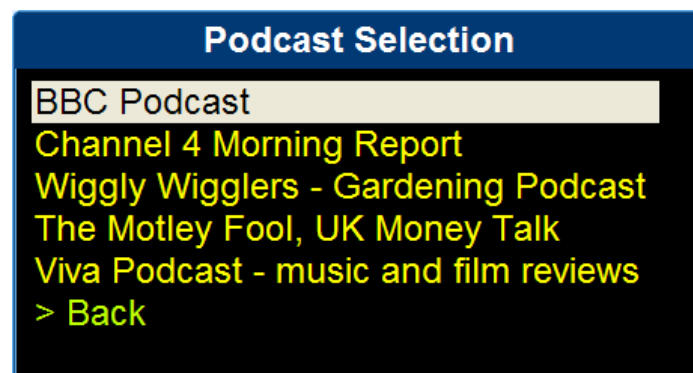 Podcast Selection
BBC Podcast
Channel 4 Morning Report
Wiggly Wigglers - Gardening Podcast
The Motley Fool, UK Money Talk
Viva Podcast - music and film reviews
> Back